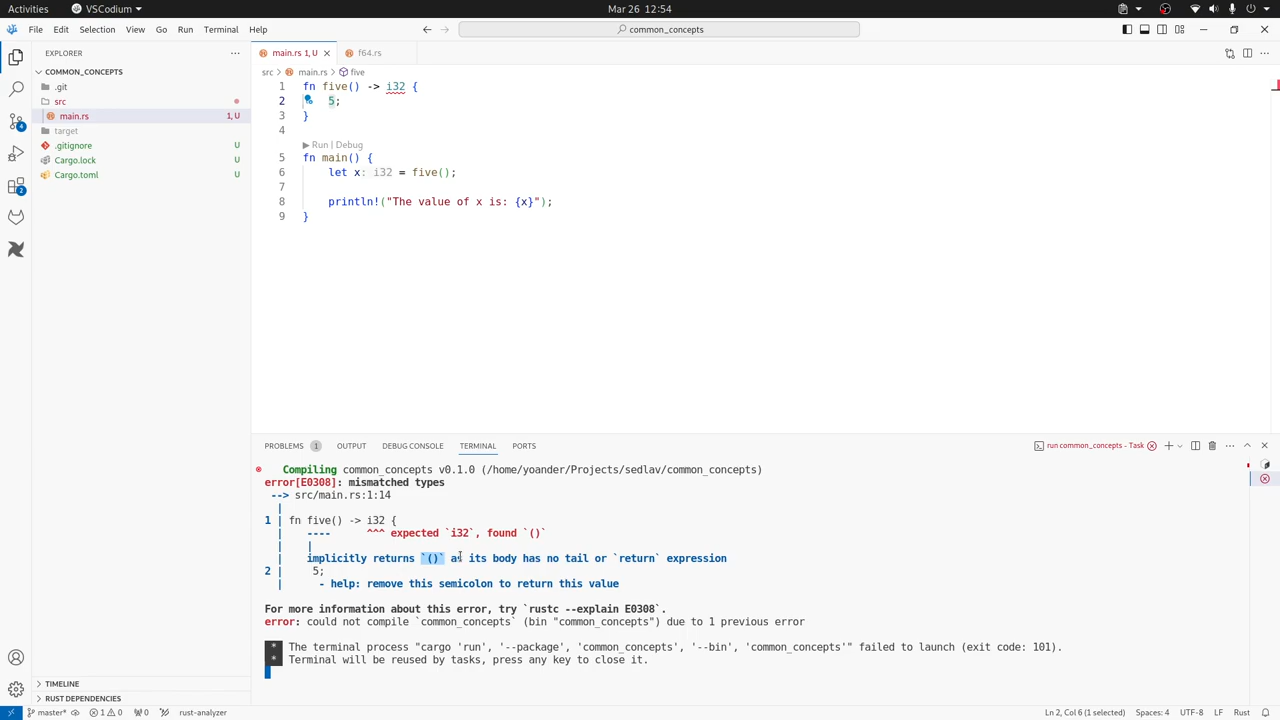 Activities VSCodium Mar 26 12:54
File Edit Selection View Go Run Terminal Help common_concepts
EXPLORER
COMMON_CONCEPTS
.git
src
main.rs 1, U
target
.gitignore U
Cargo.lock U
Cargo.toml U
4
2
TIMELINE
RUST DEPENDENCIES
main.rs 1, U f64.rs
src main.rs five
1 fn five() -> i32 {
2 5;
3 }
4
Run | Debug
5 fn main() {
6 let x: i32 = five();
7
8 println!("The value of x is: {x}");
9 }
PROBLEMS 1 OUTPUT DEBUG CONSOLE TERMINAL PORTS run common_concepts - Task
Compiling common_concepts v0.1.0 (/home/yoander/Projects/sedlav/common_concepts)
error[E0308]: mismatched types
--> src/main.rs:1:14
|
1 | fn five() -> i32 {
| ---- ^^^ expected `i32`, found `()`
| |
| implicitly returns `()` as its body has no tail or `return` expression
2 | 5;
| - help: remove this semicolon to return this value
For more information about this error, try `rustc --explain E0308`.
error: could not compile `common_concepts` (bin "common_concepts") due to 1 previous error
* The terminal process "cargo 'run', '--package', 'common_concepts', '--bin', 'common_concepts'" failed to launch (exit code: 101).
* Terminal will be reused by tasks, press any key to close it.
master* 1 0 0 rust-analyzer Ln 2, Col 6 (1 selected) Spaces: 4 UTF-8 LF Rust